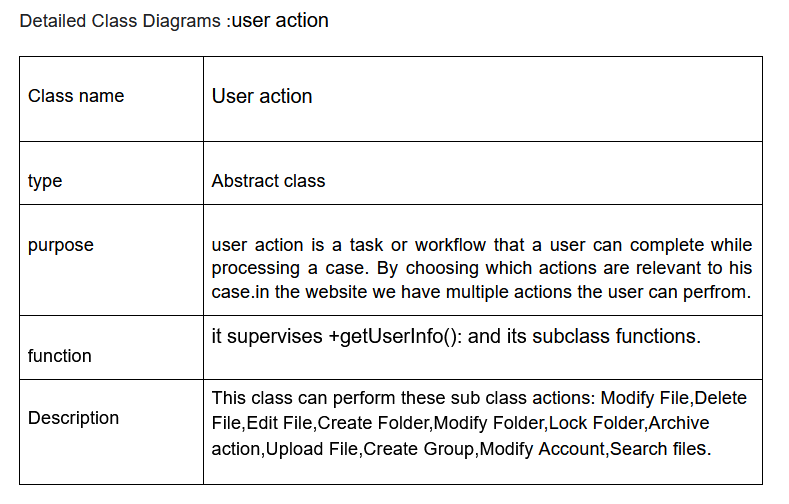 Detailed Class Diagrams :user action
Class name
User action
type
Abstract class
purpose
user action is a task or workflow that a user can complete while
processing a case. By choosing which actions are relevant to his
case.in the website we have multiple actions the user can perfrom.
function
it supervises +getUserInfo(): and its subclass functions.
Description
This class can perform these sub class actions: Modify File,Delete
File,Edit File,Create Folder,Modify Folder,Lock Folder,Archive
action,Upload File,Create Group,Modify Account,Search files.